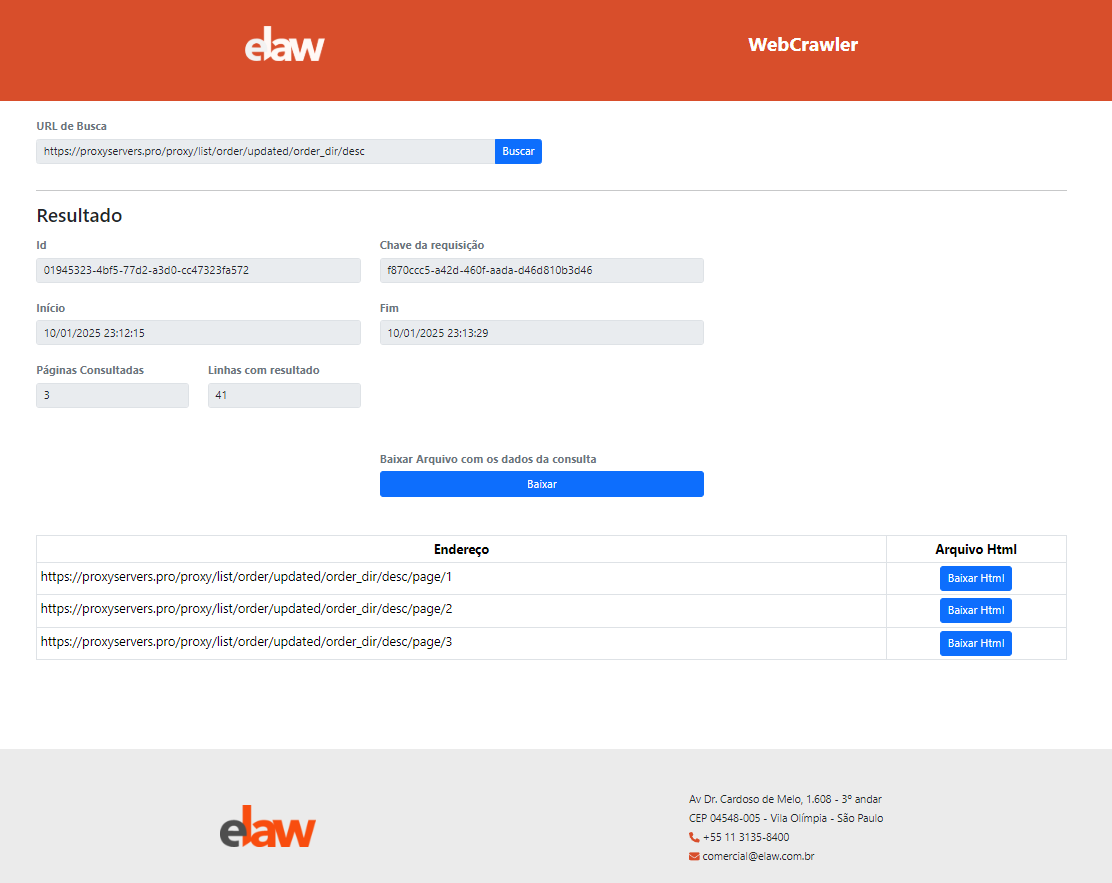 elaw
WebCrawler
URL de Busca
https://proxyservers.pro/proxy/list/order/updated/order_dir/desc
Buscar
Resultado
Id
Chave da requisição
01945323-4bf5-77d2-a3d0-cc47323fa572
f870ccc5-a42d-460f-aada-d46d810b3d46
Início
Fim
10/01/2025 23:12:15
10/01/2025 23:13:29
Páginas Consultadas
Linhas com resultado
3
41
Baixar Arquivo com os dados da consulta
Baixar
Endereço
Arquivo Html
https://proxyservers.pro/proxy/list/order/updated/order_dir/desc/page/1
Baixar Html
https://proxyservers.pro/proxy/list/order/updated/order_dir/desc/page/2
Baixar Html
https://proxyservers.pro/proxy/list/order/updated/order_dir/desc/page/3
Baixar Html
elaw
Av Dr. Cardoso de Melo, 1.608 - 3º andar
CEP 04548-005 - Vila Olímpia - São Paulo
+55 11 3135-8400
comercial@elaw.com.br